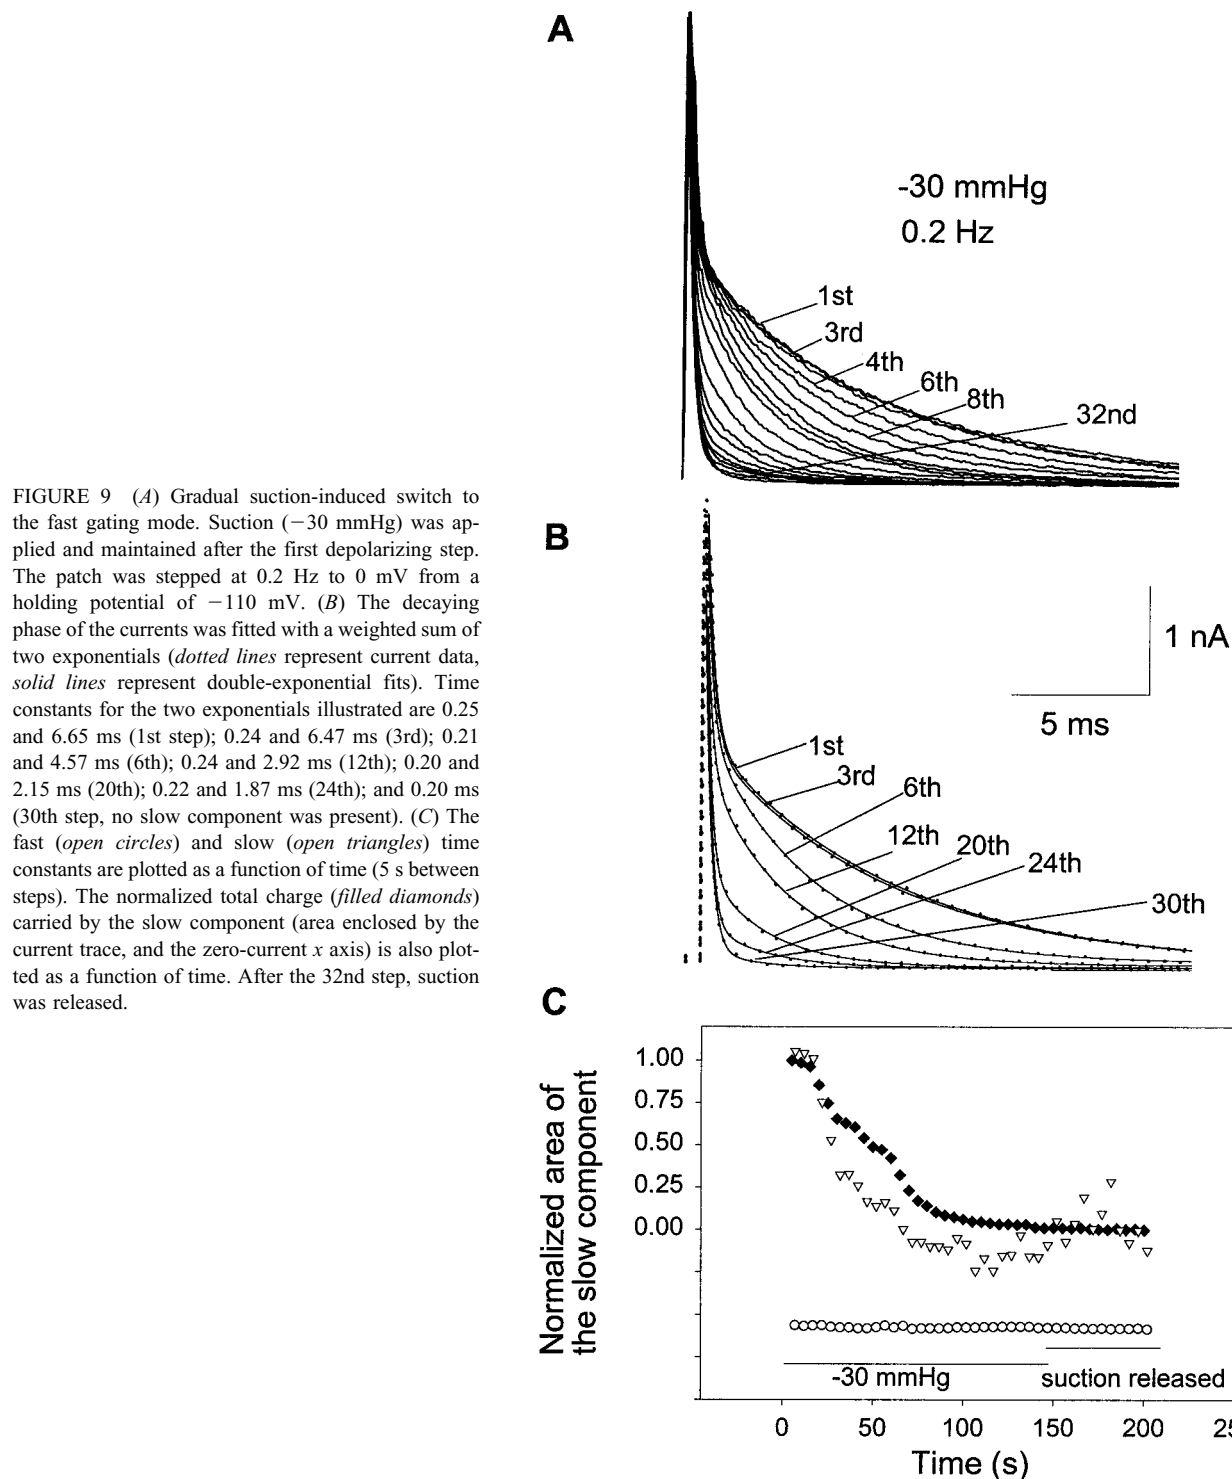 FIGURE 9 (A) Gradual suction-induced switch to
the fast gating mode. Suction (−30 mmHg) was ap-
plied and maintained after the first depolarizing step.
The patch was stepped at 0.2 Hz to 0 mV from a
holding potential of −110 mV. (B) The decaying
phase of the currents was fitted with a weighted sum of
two exponentials (dotted lines represent current data,
solid lines represent double-exponential fits). Time
constants for the two exponentials illustrated are 0.25
and 6.65 ms (1st step); 0.24 and 6.47 ms (3rd); 0.21
and 4.57 ms (6th); 0.24 and 2.92 ms (12th); 0.20 and
2.15 ms (20th); 0.22 and 1.87 ms (24th); and 0.20 ms
(30th step, no slow component was present). (C) The
fast (open circles) and slow (open triangles) time
constants are plotted as a function of time (5 s between
steps). The normalized total charge (filled diamonds)
carried by the slow component (area enclosed by the
current trace, and the zero-current x axis) is also plot-
ted as a function of time. After the 32nd step, suction
was released.
A
-30 mmHg
0.2 Hz
1st
3rd
4th
6th
8th
32nd
B
1 nA
5 ms
1st
3rd
6th
12th
20th
24th
30th
C
Normalized area of
the slow component
1.00
0.75
0.50
0.25
0.00
-30 mmHg
suction released
0
50
100
150
200
Time (s)